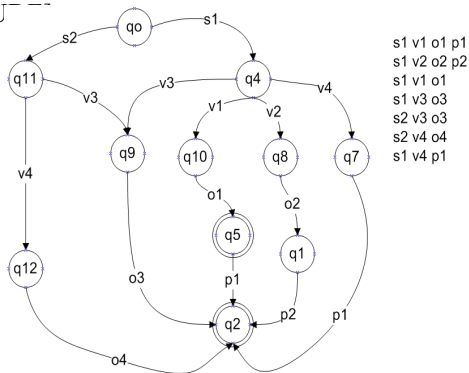 qo
s2
s1
q11
q4
v3
v3
v1
v2
v4
q9
q10
q8
q7
v4
o1
o2
q5
q1
q12
o3
p1
q2
p2
p1
o4
s1 v1 o1 p1
s1 v2 o2 p2
s1 v1 o1
s1 v3 o3
s2 v3 o3
s2 v4 o4
s1 v4 p1